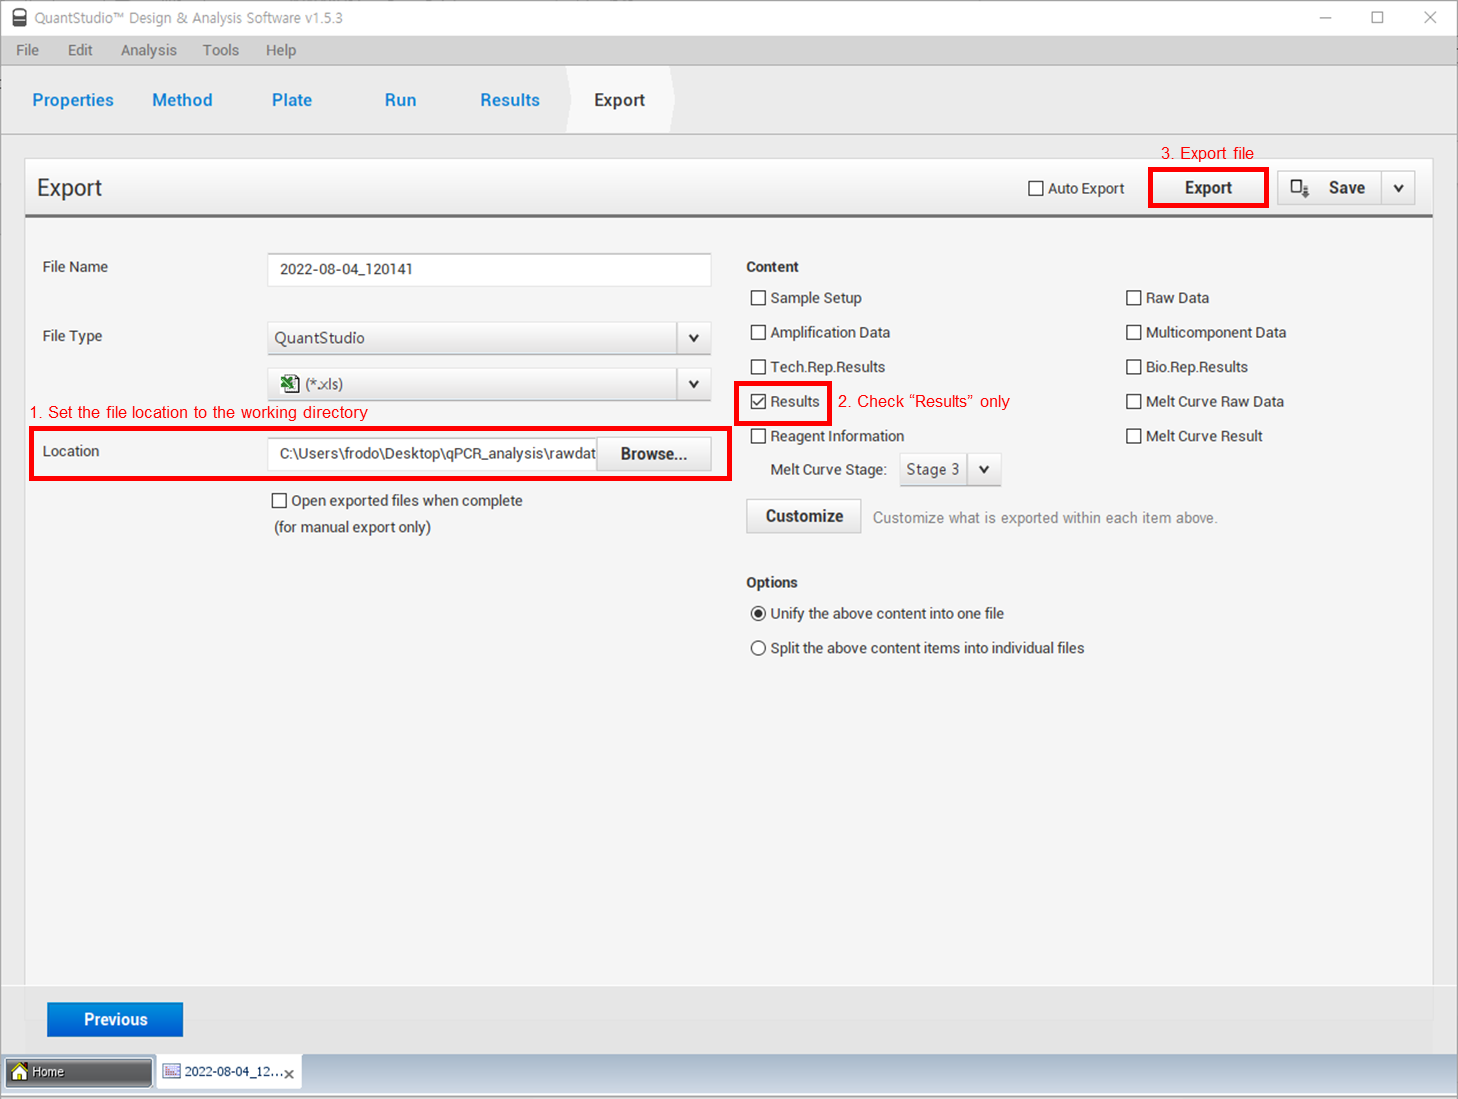 QuantStudio™ Design & Analysis Software v1.5.3
File Edit Analysis Tools Help
Properties Method Plate Run Results Export
3. Export file
Export
Auto Export
Export
Save
File Name
2022-08-04_120141
File Type
QuantStudio
(*.xls)
1. Set the file location to the working directory
Location
C:\Users\frodo\Desktop\qPCR_analysis\rawdat
Browse...
Open exported files when complete
(for manual export only)
Content
Sample Setup
Raw Data
Amplification Data
Multicomponent Data
Tech.Rep.Results
Bio.Rep.Results
Results
2. Check “Results” only
Melt Curve Raw Data
Reagent Information
Melt Curve Result
Melt Curve Stage: Stage 3
Customize
Customize what is exported within each item above.
Options
Unify the above content into one file
Split the above content items into individual files
Previous
Home
2022-08-04_12...